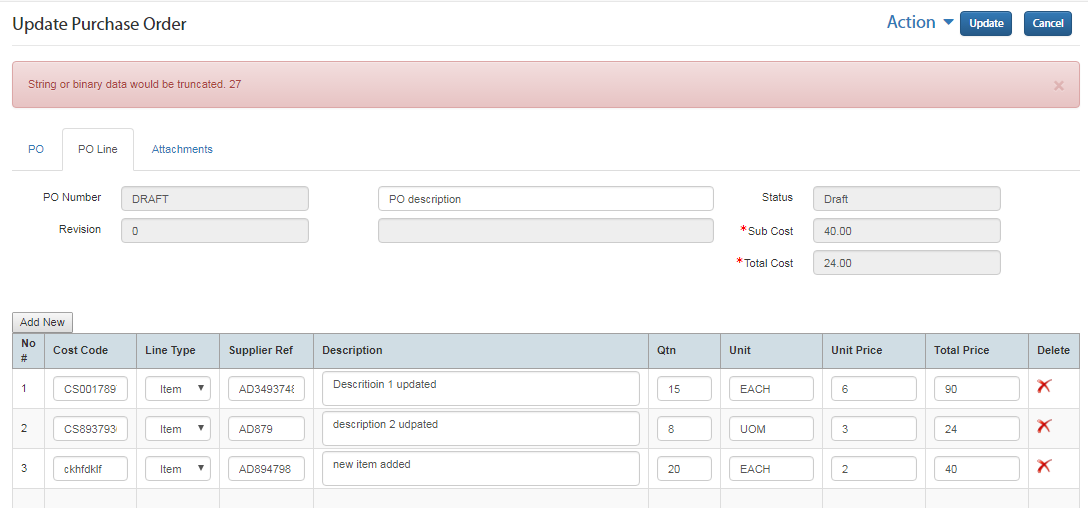 Update Purchase Order
Action Update Cancel
String or binary data would be truncated. 27 ×
PO PO Line Attachments
PO Number DRAFT PO description Status Draft
Revision 0 *Sub Cost 40.00
*Total Cost 24.00
Add New
No # Cost Code Line Type Supplier Ref Description Qtn Unit Unit Price Total Price Delete
1 CS001789 Item AD3493748 Descritioin 1 updated 15 EACH 6 90
2 CS893793 Item AD879 description 2 udpated 8 UOM 3 24
3 ckhfdklf Item AD894798 new item added 20 EACH 2 40